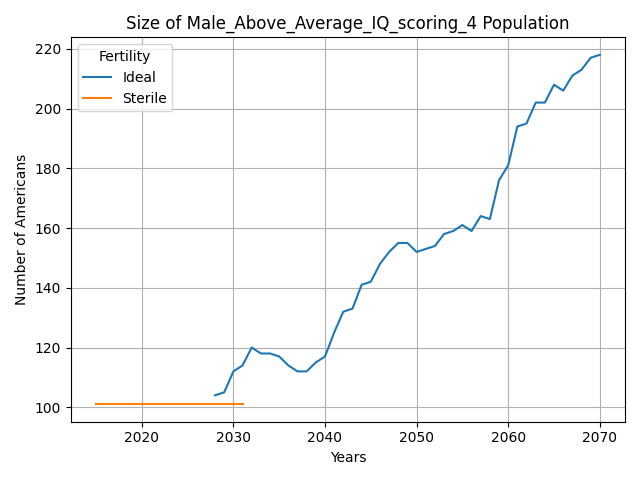 Size of Male_Above_Average_IQ_scoring_4 Population
Fertility
Ideal
Sterile
Number of Americans
220
200
180
160
140
120
100
2020 2030 2040 2050 2060 2070
Years